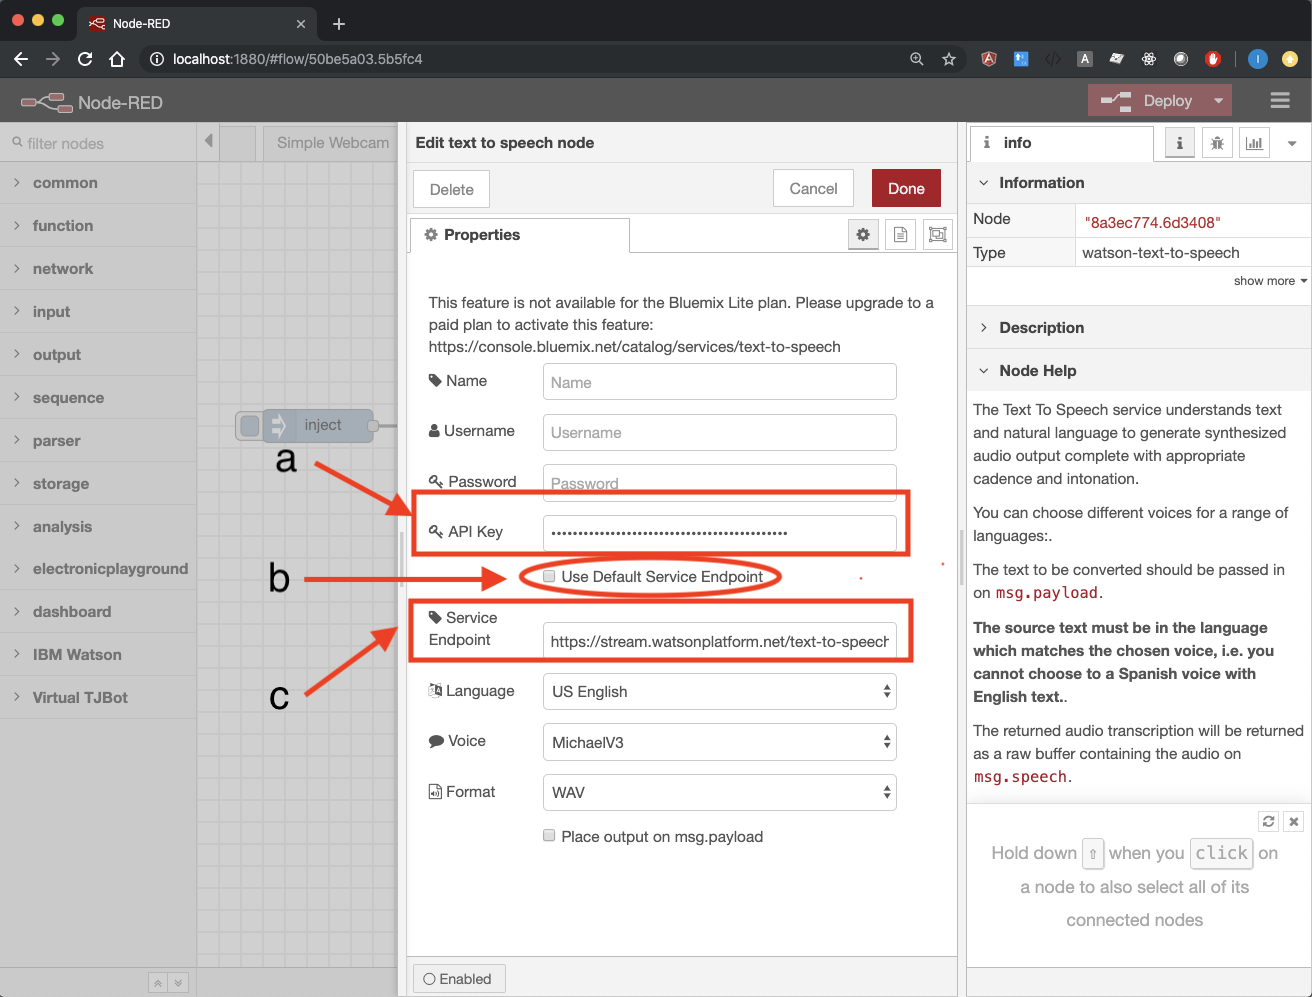 Node-RED
localhost:1880/#flow/50be5a03.5b5fc4
A
I
Node-RED
Deploy
filter nodes
Simple Webcam
common
function
network
input
output
sequence
parser
storage
analysis
electronicplayground
dashboard
IBM Watson
Virtual TJBot
inject
a
b
c
Edit text to speech node
Delete
Cancel
Done
Properties
This feature is not available for the Bluemix Lite plan. Please upgrade to a
paid plan to activate this feature:
https://console.bluemix.net/catalog/services/text-to-speech
Name
Name
Username
Username
Password
Password
API Key
••••••••••••••••••••••••••••••••••••••••••••
Use Default Service Endpoint
Service
Endpoint
https://stream.watsonplatform.net/text-to-speech
Language
US English
Voice
MichaelV3
Format
WAV
Place output on msg.payload
Enabled
i info
i
Information
Node
"8a3ec774.6d3408"
Type
watson-text-to-speech
show more
Description
Node Help
The Text To Speech service understands text
and natural language to generate synthesized
audio output complete with appropriate
cadence and intonation.
You can choose different voices for a range of
languages:.
The text to be converted should be passed in
on msg.payload.
The source text must be in the language
which matches the chosen voice, i.e. you
cannot choose to a Spanish voice with
English text..
The returned audio transcription will be returned
as a raw buffer containing the audio on
msg.speech.
Hold down ⇧ when you click on
a node to also select all of its
connected nodes